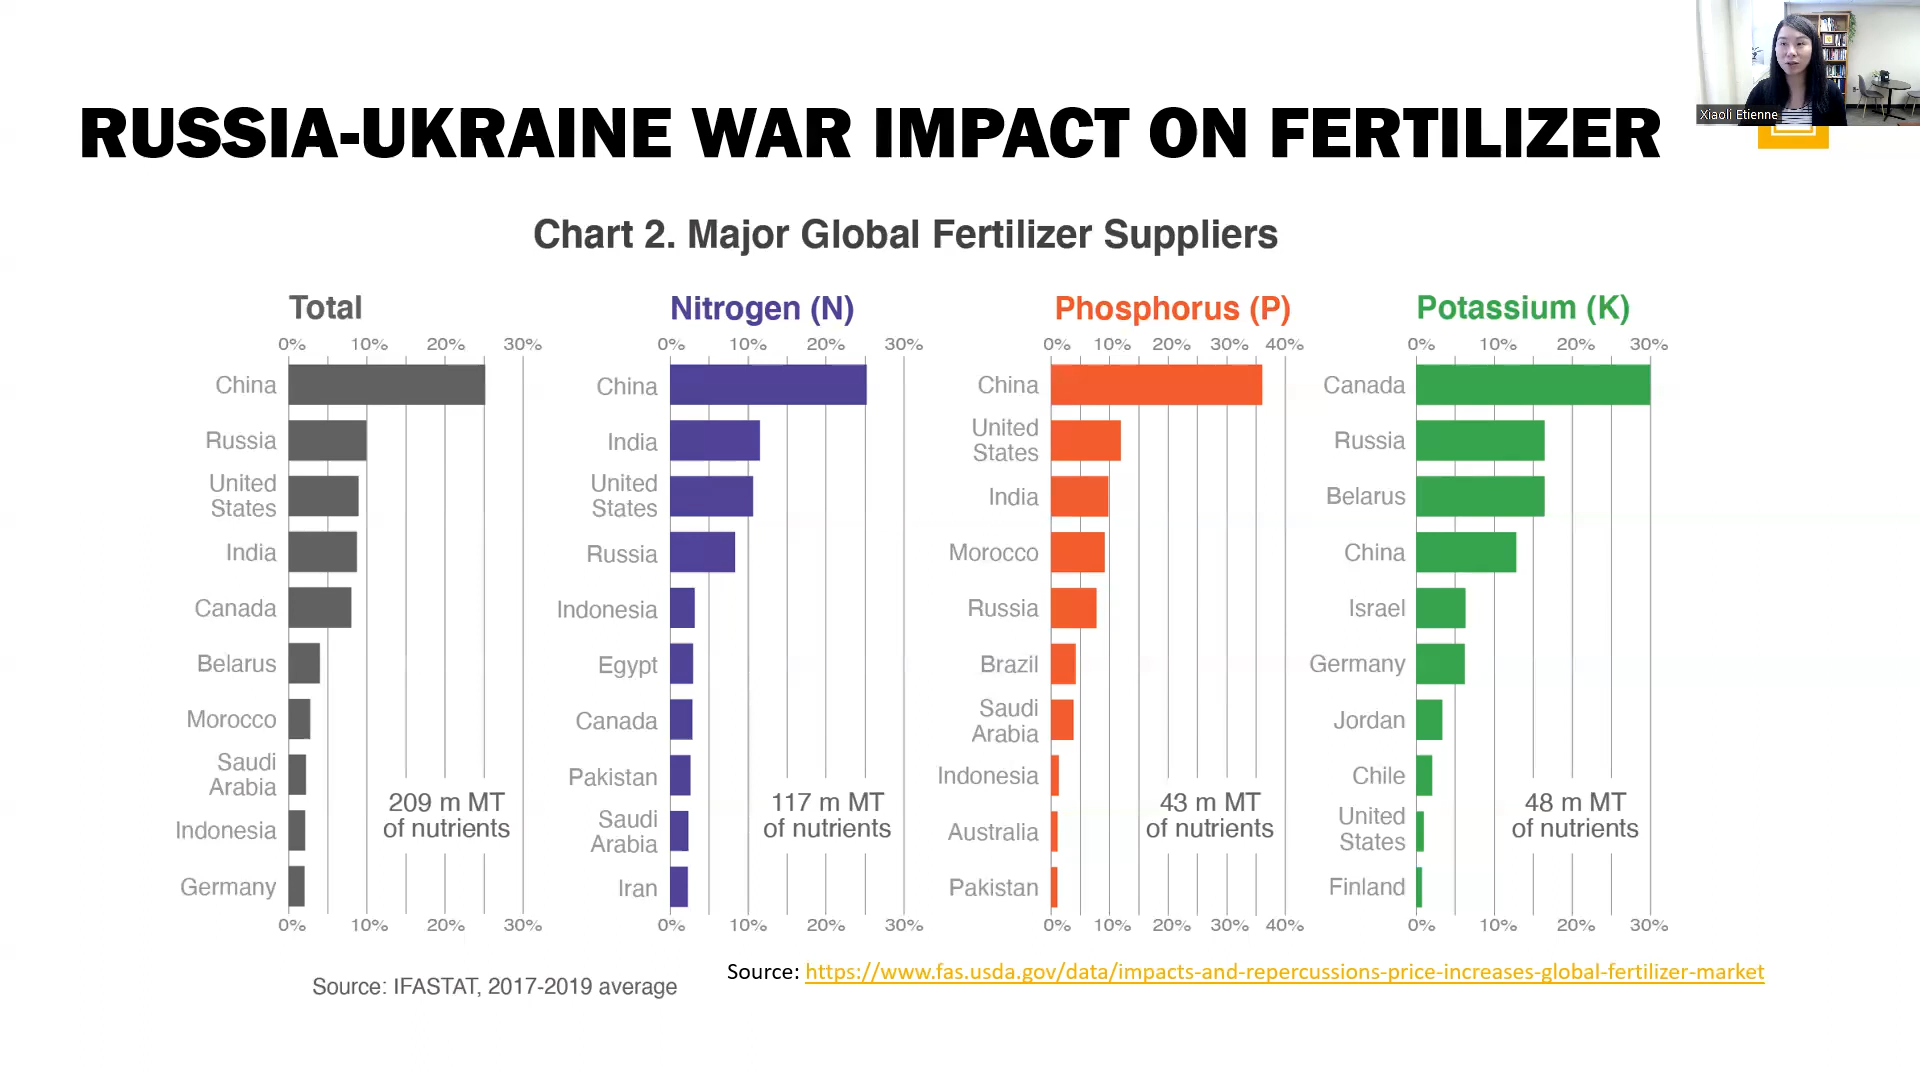 Xiaoli Etienne
RUSSIA-UKRAINE WAR IMPACT ON FERTILIZER
Chart 2. Major Global Fertilizer Suppliers
Total
0% 10% 20% 30%
China
Russia
United
States
India
Canada
Belarus
Morocco
Saudi
Arabia
Indonesia
Germany
209 m MT
of nutrients
0% 10% 20% 30%
Nitrogen (N)
0% 10% 20% 30%
China
India
United
States
Russia
Indonesia
Egypt
Canada
Pakistan
Saudi
Arabia
Iran
117 m MT
of nutrients
0% 10% 20% 30%
Phosphorus (P)
0% 10% 20% 30% 40%
China
United
States
India
Morocco
Russia
Brazil
Saudi
Arabia
Indonesia
Australia
Pakistan
43 m MT
of nutrients
0% 10% 20% 30% 40%
Potassium (K)
0% 10% 20% 30%
Canada
Russia
Belarus
China
Israel
Germany
Jordan
Chile
United
States
Finland
48 m MT
of nutrients
0% 10% 20% 30%
Source: IFASTAT, 2017-2019 average
Source: https://www.fas.usda.gov/data/impacts-and-repercussions-price-increases-global-fertilizer-market